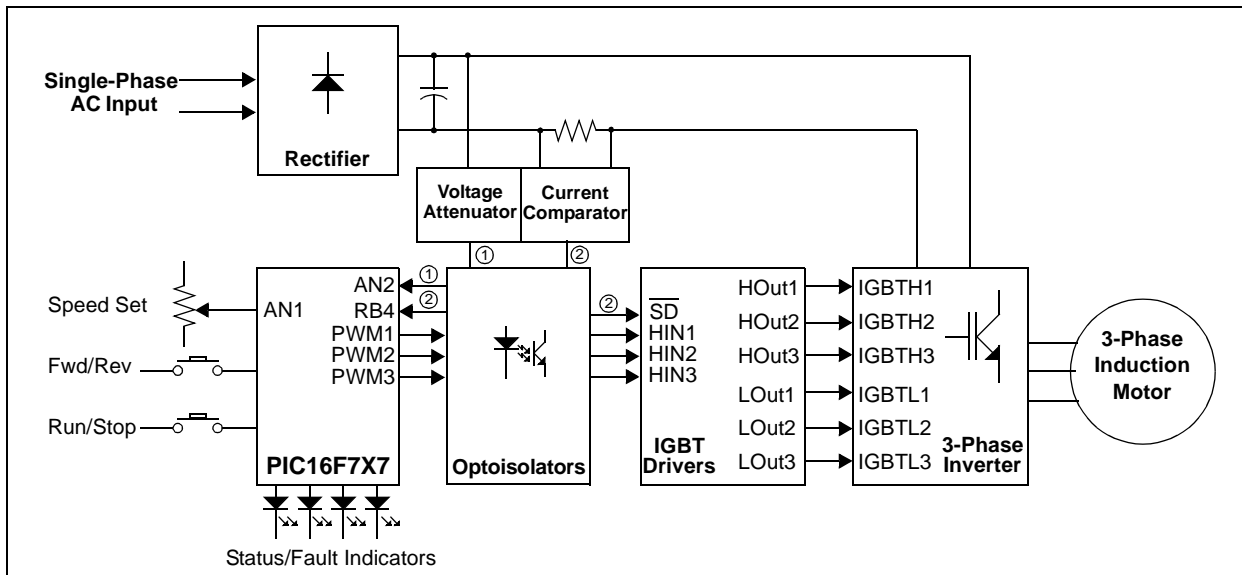 Single-Phase
AC Input
Rectifier
Voltage
Attenuator
Current
Comparator
①
②
Speed Set
Fwd/Rev
Run/Stop
AN1
AN2
RB4
PWM1
PWM2
PWM3
PIC16F7X7
①
②
Optoisolators
②
SD
HIN1
HIN2
HIN3
HOut1
HOut2
HOut3
LOut1
LOut2
LOut3
IGBT
Drivers
IGBTH1
IGBTH2
IGBTH3
IGBTL1
IGBTL2
IGBTL3
3-Phase
Inverter
3-Phase
Induction
Motor
Status/Fault Indicators